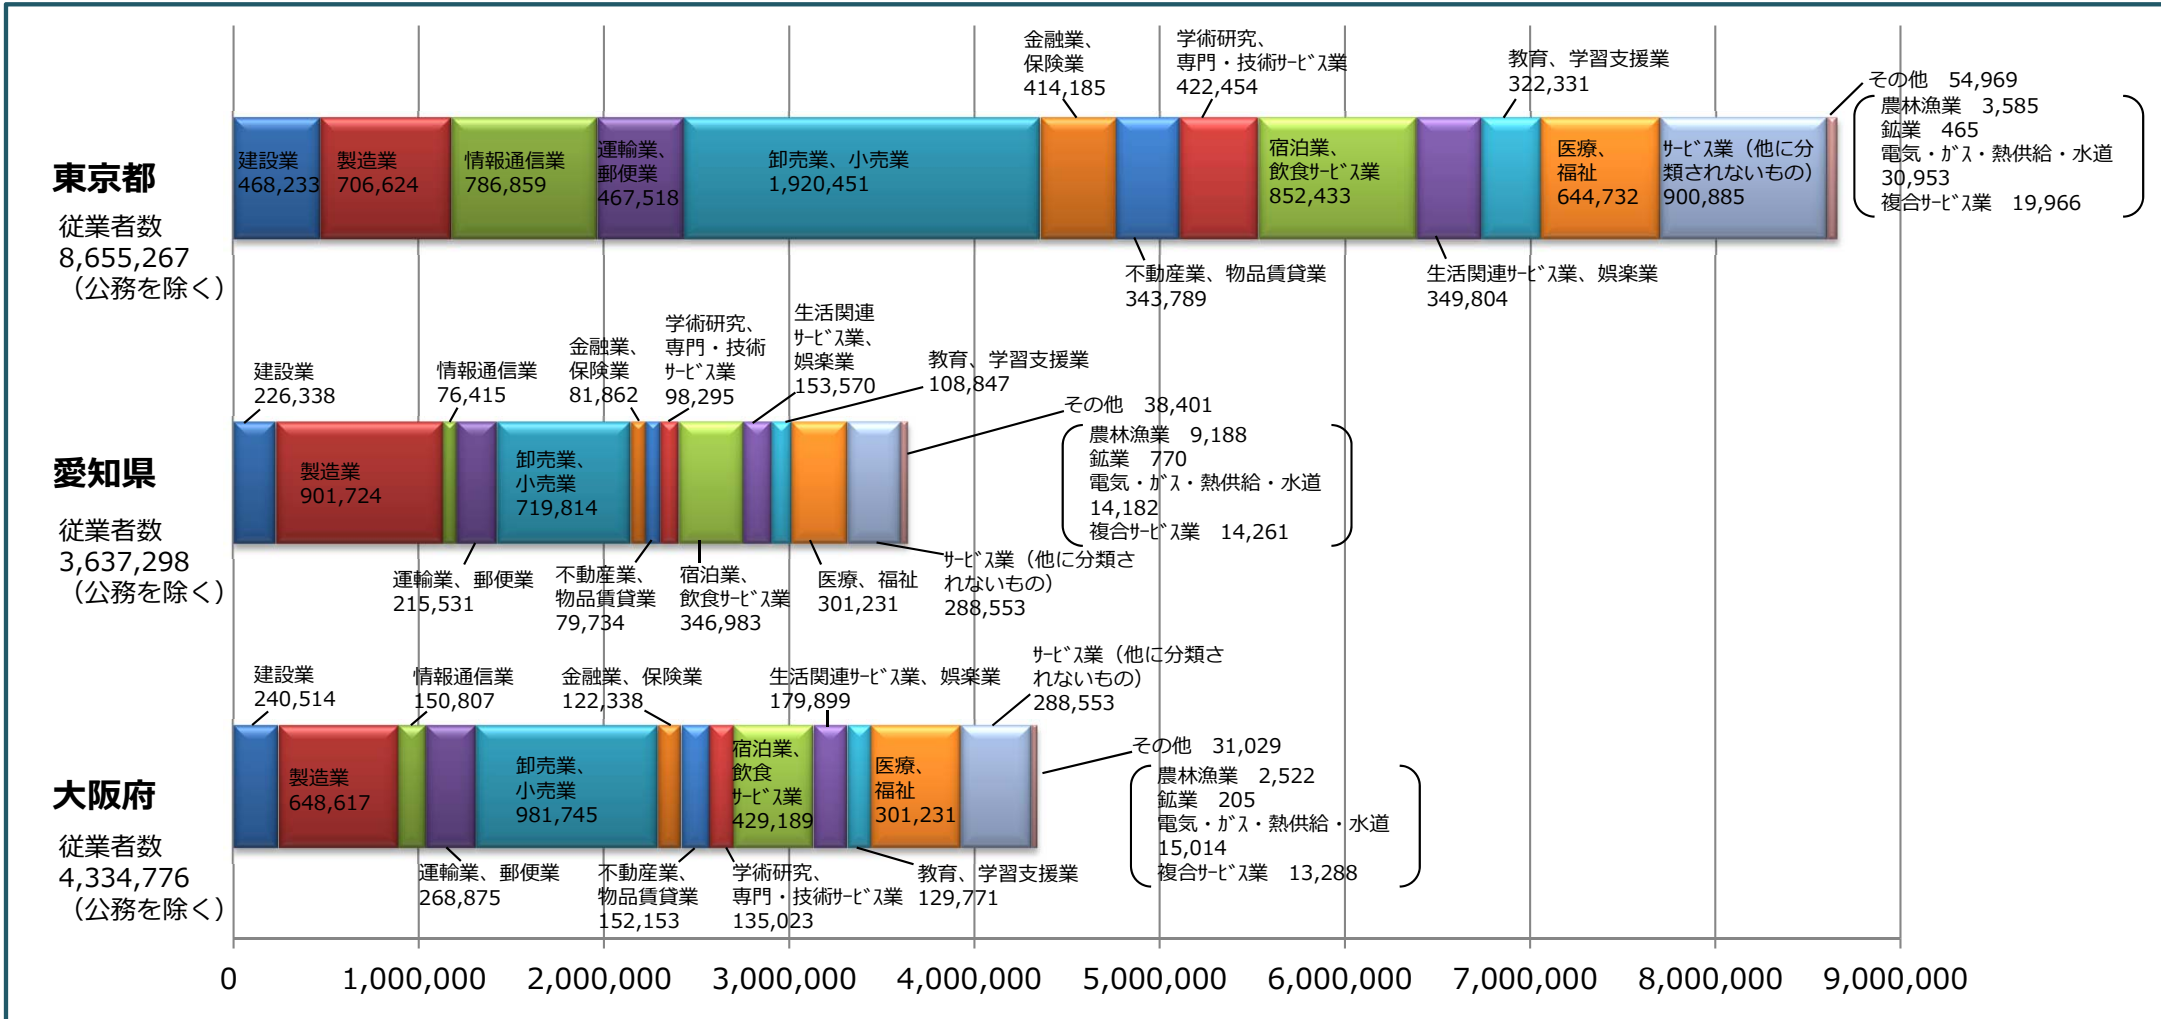 東京都
従業者数
8,655,267
（公務を除く）
建設業
468,233
製造業
706,624
情報通信業
786,859
運輸業、
郵便業
467,518
卸売業、小売業
1,920,451
金融業、
保険業
414,185
不動産業、物品賃貸業
343,789
学術研究、
専門・技術ｻｰﾋﾞｽ業
422,454
宿泊業、
飲食ｻｰﾋﾞｽ業
852,433
生活関連ｻｰﾋﾞｽ業、娯楽業
349,804
教育、学習支援業
322,331
医療、
福祉
644,732
ｻｰﾋﾞｽ業（他に分
類されないもの）
900,885
その他　54,969
農林漁業　3,585
鉱業　465
電気・ｶﾞｽ・熱供給・水道
30,953
複合ｻｰﾋﾞｽ業　19,966
愛知県
従業者数
3,637,298
（公務を除く）
建設業
226,338
製造業
901,724
情報通信業
76,415
運輸業、郵便業
215,531
卸売業、
小売業
719,814
金融業、
保険業
81,862
不動産業、
物品賃貸業
79,734
学術研究、
専門・技術
ｻｰﾋﾞｽ業
98,295
宿泊業、
飲食ｻｰﾋﾞｽ業
346,983
生活関連
ｻｰﾋﾞｽ業、
娯楽業
153,570
教育、学習支援業
108,847
医療、福祉
301,231
ｻｰﾋﾞｽ業（他に分類さ
れないもの）
288,553
その他　38,401
農林漁業　9,188
鉱業　770
電気・ｶﾞｽ・熱供給・水道
14,182
複合ｻｰﾋﾞｽ業　14,261
大阪府
従業者数
4,334,776
（公務を除く）
建設業
240,514
製造業
648,617
情報通信業
150,807
運輸業、郵便業
268,875
卸売業、
小売業
981,745
金融業、保険業
122,338
不動産業、
物品賃貸業
152,153
学術研究、
専門・技術ｻｰﾋﾞｽ業
135,023
宿泊業、
飲食
ｻｰﾋﾞｽ業
429,189
生活関連ｻｰﾋﾞｽ業、娯楽業
179,899
教育、学習支援業
129,771
医療、
福祉
301,231
ｻｰﾋﾞｽ業（他に分類さ
れないもの）
288,553
その他　31,029
農林漁業　2,522
鉱業　205
電気・ｶﾞｽ・熱供給・水道
15,014
複合ｻｰﾋﾞｽ業　13,288
0　1,000,000　2,000,000　3,000,000　4,000,000　5,000,000　6,000,000　7,000,000　8,000,000　9,000,000